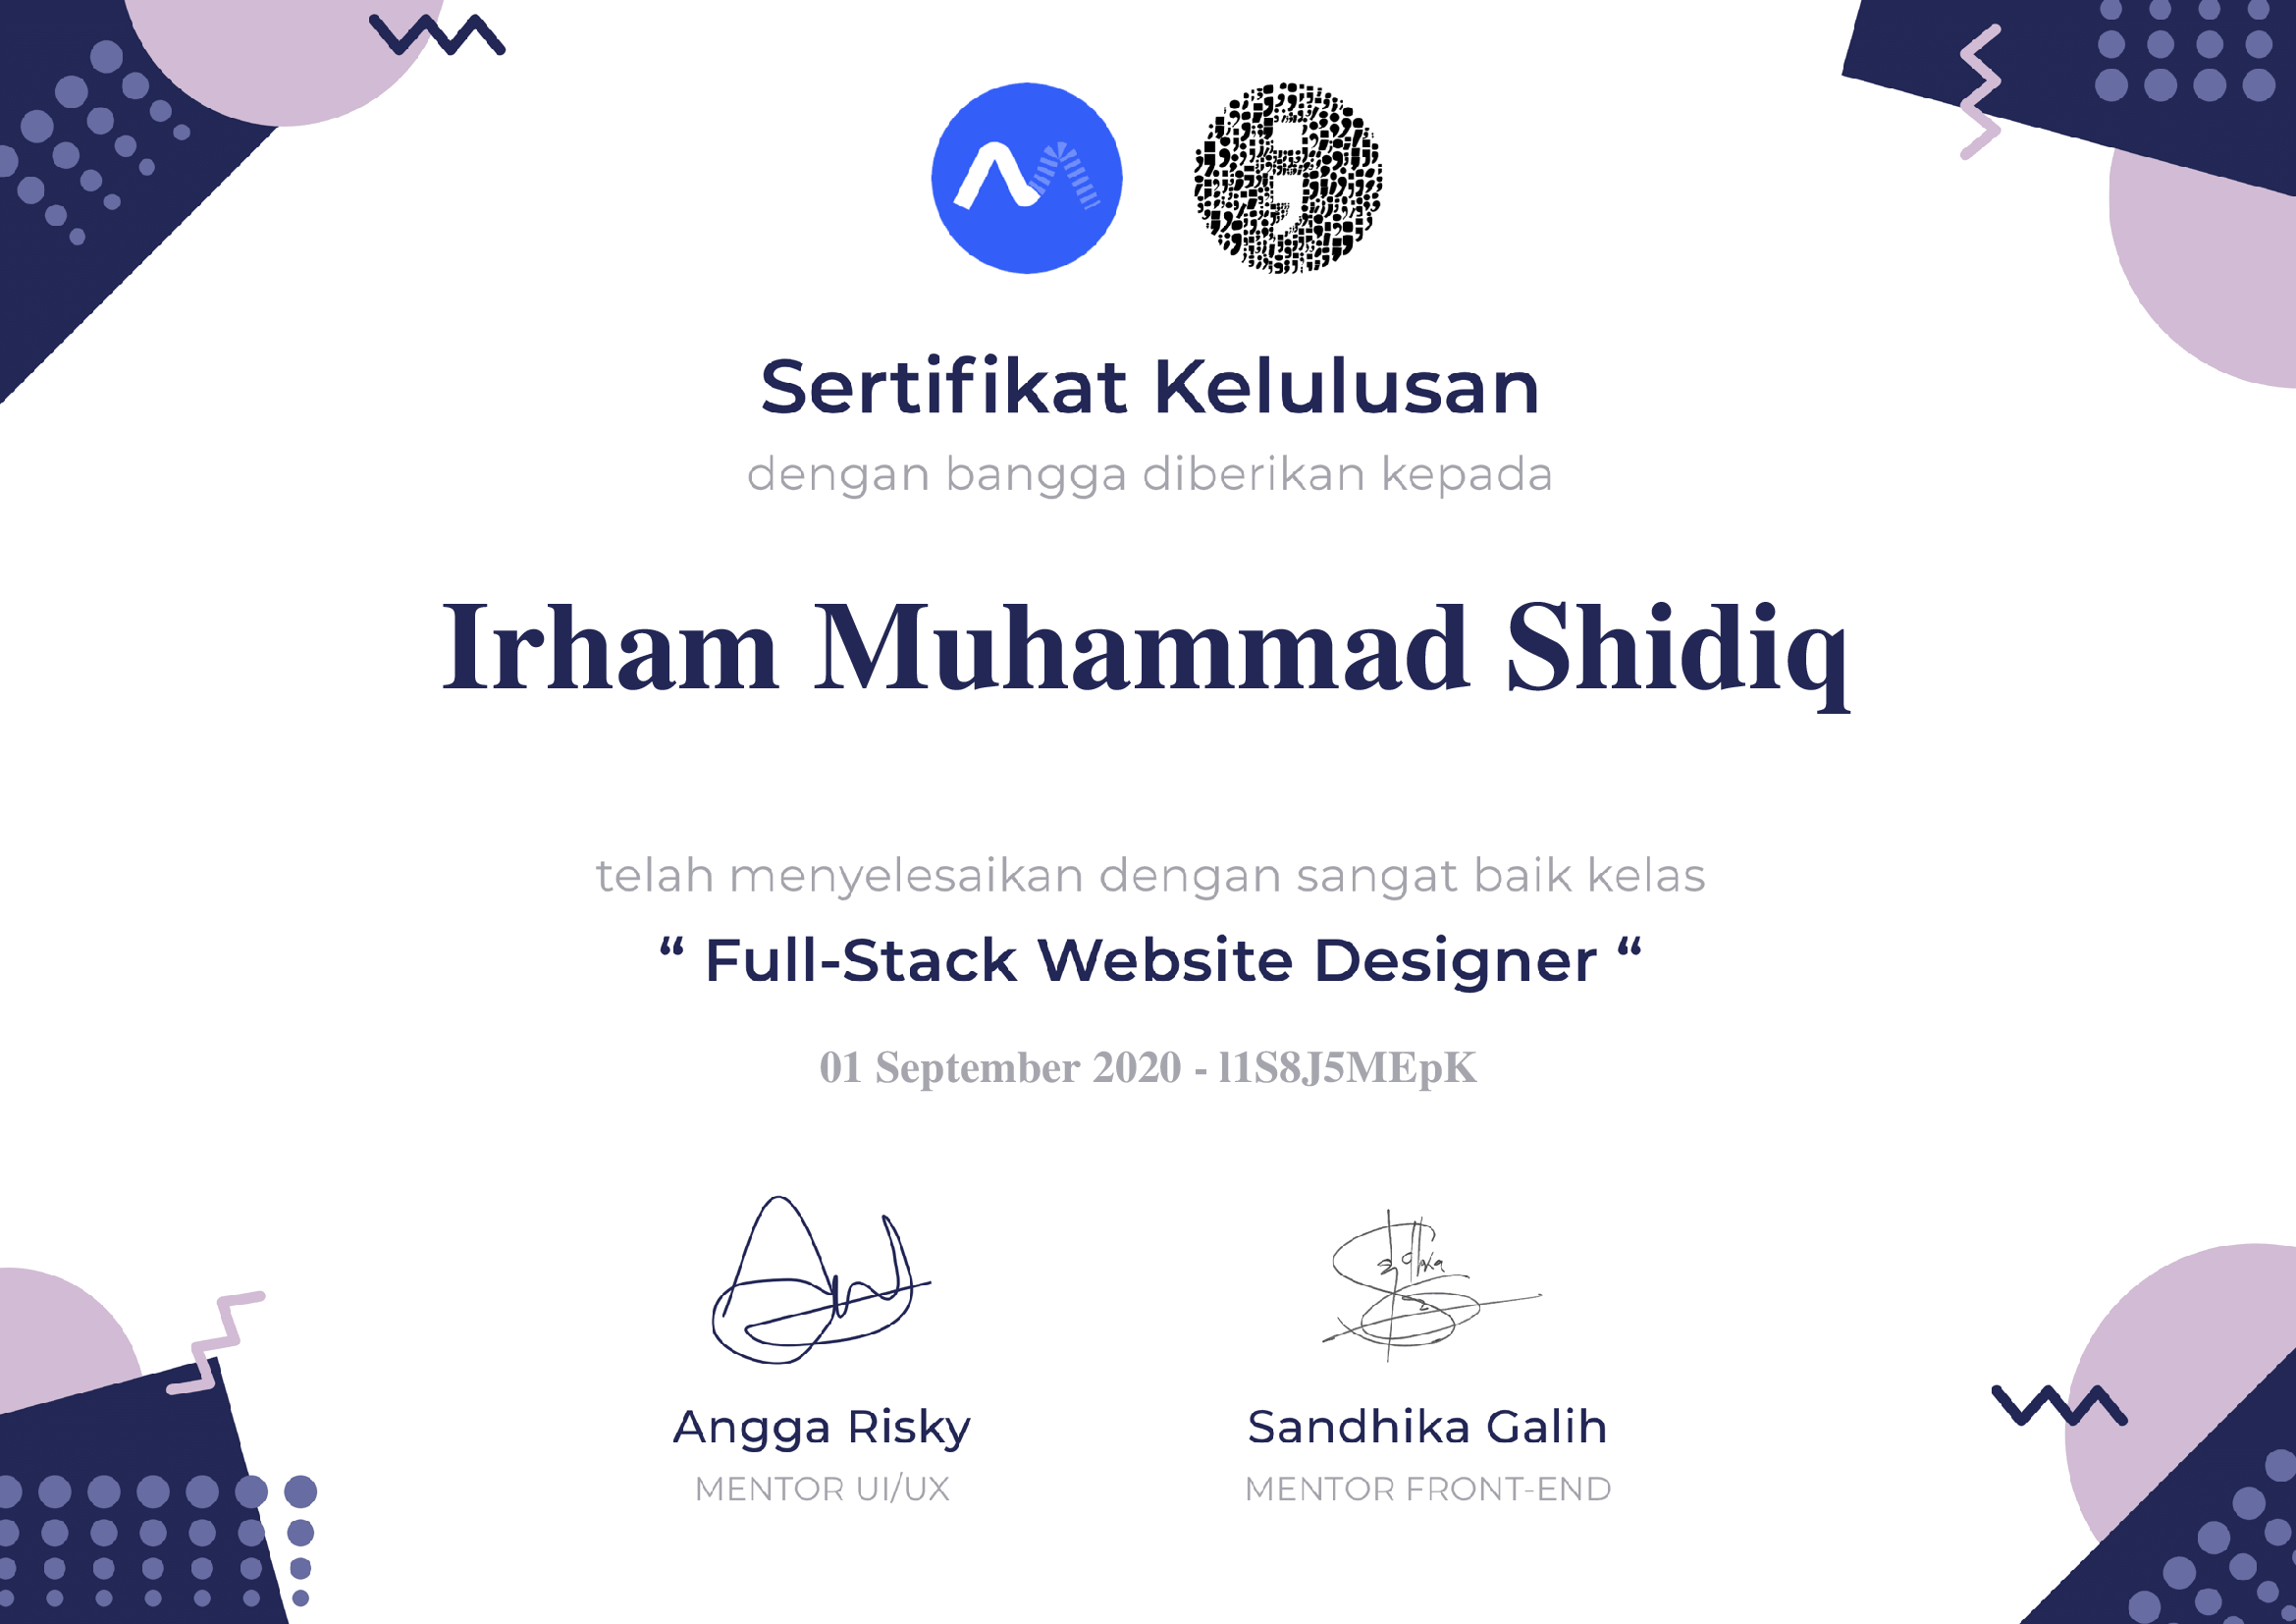 Sertifikat Kelulusan
dengan bangga diberikan kepada
Irham Muhammad Shidiq
telah menyelesaikan dengan sangat baik kelas
“ Full-Stack Website Designer “
01 September 2020 - l1S8J5MEpK
Angga Risky
MENTOR UI/UX
Sandhika Galih
MENTOR FRONT-END